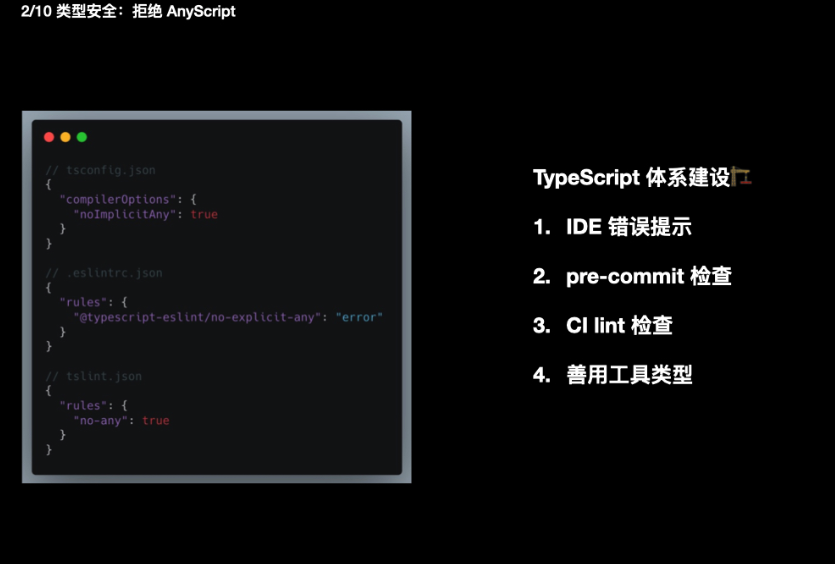 2/10 类型安全：拒绝 AnyScript
// tsconfig.json
{
  "compilerOptions": {
    "noImplicitAny": true
  }
}
// .eslintrc.json
{
  "rules": {
    "@typescript-eslint/no-explicit-any": "error"
  }
}
// tslint.json
{
  "rules": {
    "no-any": true
  }
}
TypeScript 体系建设🏗️
1. IDE 错误提示
2. pre-commit 检查
3. CI lint 检查
4. 善用工具类型